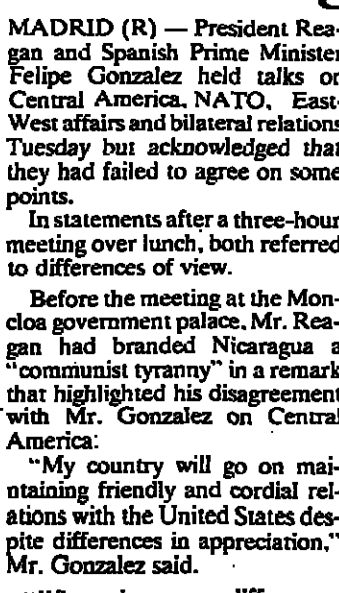 MADRID (R) — President Rea-
gan and Spanish Prime Minister
Felipe Gonzalez held talks on
Central America, NATO, East-
West affairs and bilateral relations
Tuesday but acknowledged that
they had failed to agree on some
points.
In statements after a three-hour
meeting over lunch, both referred
to differences of view.
Before the meeting at the Mon-
cloa government palace, Mr. Rea-
gan had branded Nicaragua a
"communist tyranny" in a remark
that highlighted his disagreement
with Mr. Gonzalez on Central
America:
"My country will go on mai-
ntaining friendly and cordial rel-
ations with the United States des-
pite differences in appreciation,"
Mr. Gonzalez said.